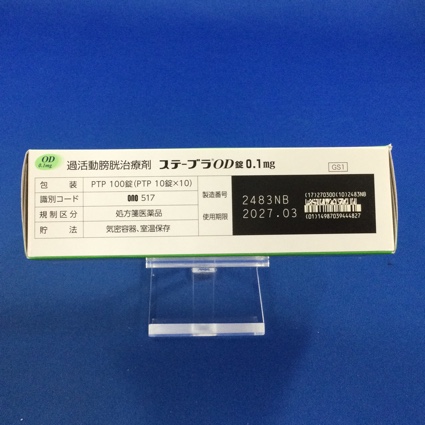 OD
0.1mg
過活動膀胱治療剤 ステーブラOD錠0.1mg
GS1
包装 PTP 100錠(PTP 10錠×10)
識別コード ono 517
規制区分 処方箋医薬品
貯法 気密容器、室温保存
製造番号 2483NB
使用期限 2027.03
(17)270300(10)2483NB
(01)14987039444827